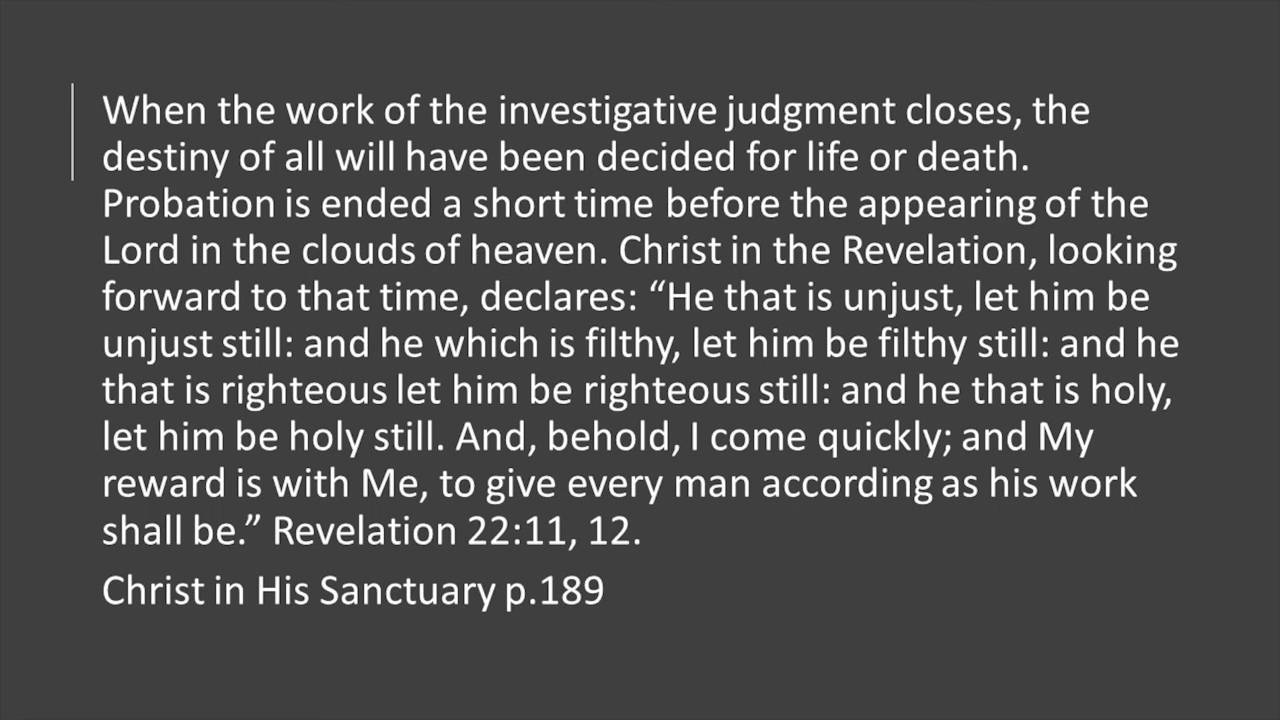 When the work of the investigative judgment closes, the
destiny of all will have been decided for life or death.
Probation is ended a short time before the appearing of the
Lord in the clouds of heaven. Christ in the Revelation, looking
forward to that time, declares: “He that is unjust, let him be
unjust still: and he which is filthy, let him be filthy still: and he
that is righteous let him be righteous still: and he that is holy,
let him be holy still. And, behold, I come quickly; and My
reward is with Me, to give every man according as his work
shall be.” Revelation 22:11, 12.
Christ in His Sanctuary p.189